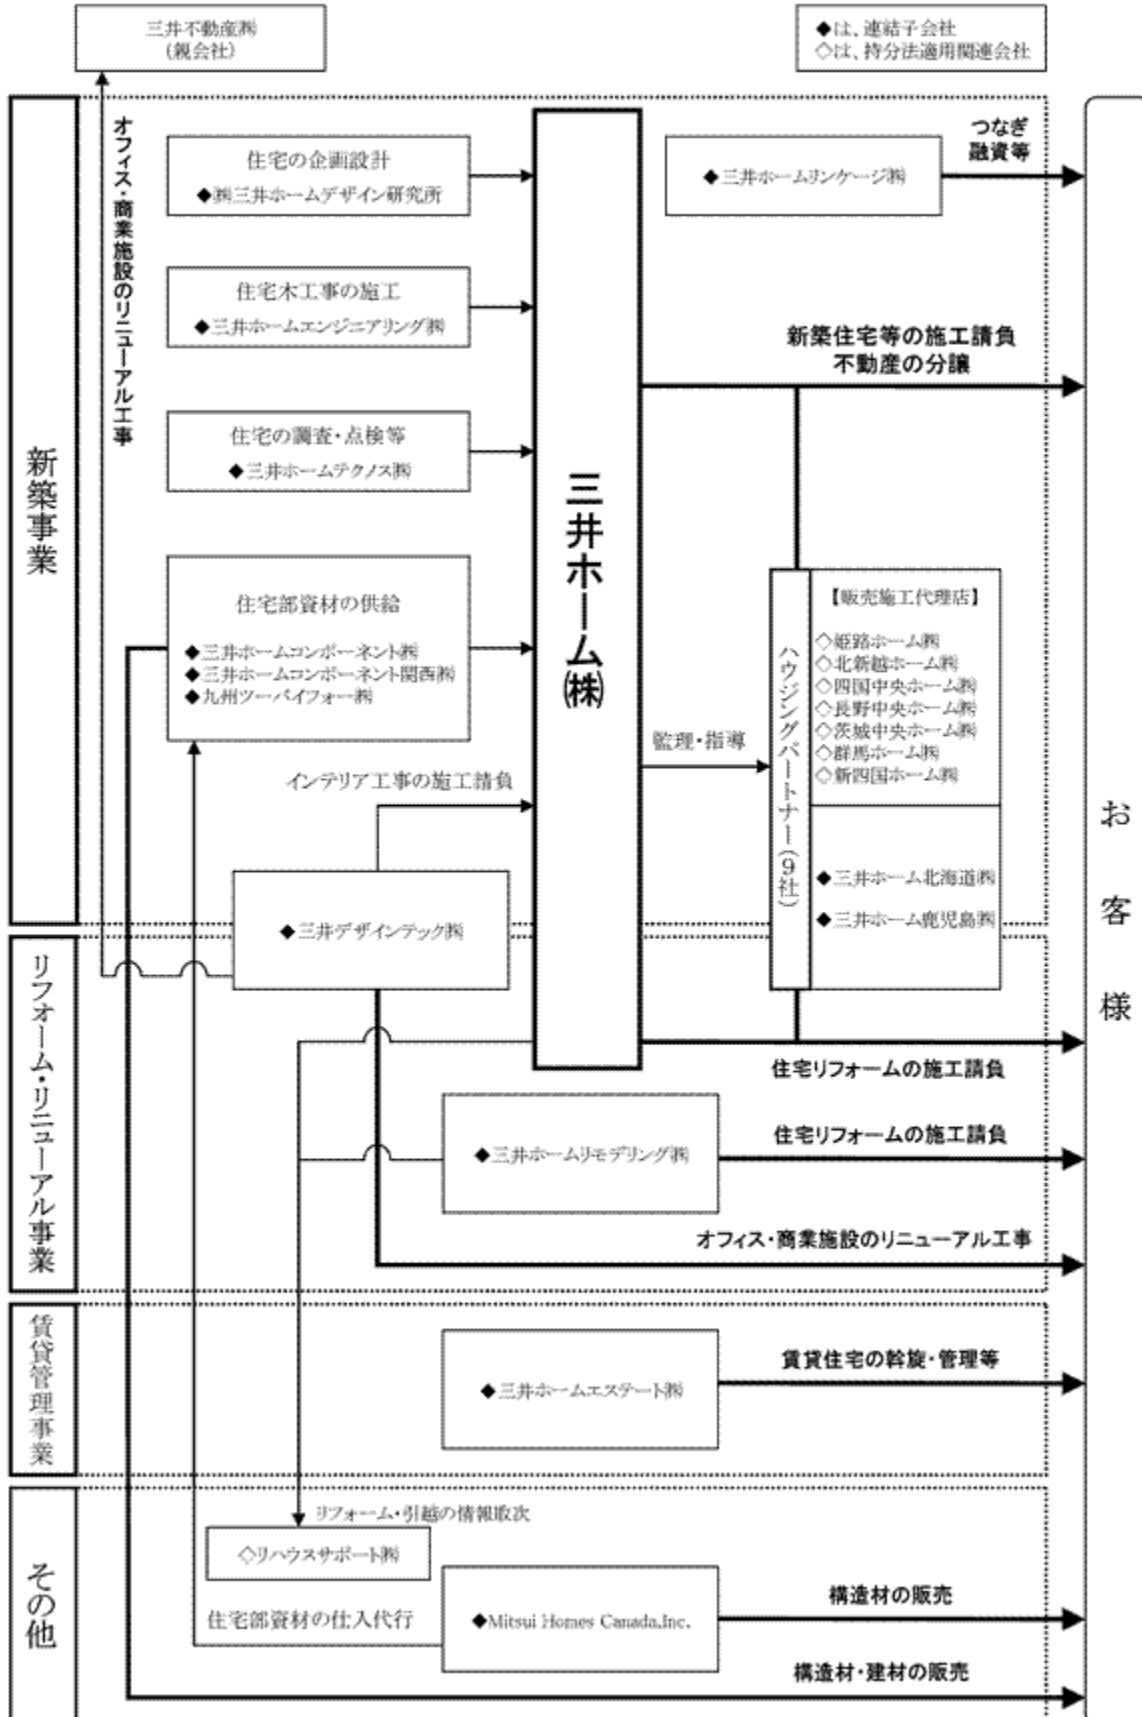 三井不動産㈱
(親会社)
◆は、連結子会社
◇は、持分法適用関連会社
新築事業
オフィス・商業施設のリニューアル工事
住宅の企画設計
◆㈱三井ホームデザイン研究所
住宅木工事の施工
◆三井ホームエンジニアリング㈱
住宅の調査・点検等
◆三井ホームテクノス㈱
住宅部資材の供給
◆三井ホームコンポーネント㈱
◆三井ホームコンポーネント関西㈱
◆九州ツーバイフォー㈱
インテリア工事の施工請負
◆三井デザインテック㈱
三井ホーム㈱
◆三井ホームリンケージ㈱
つなぎ
融資等
新築住宅等の施工請負
不動産の分譲
監理・指導
ハウジングパートナー(9社)
【販売施工代理店】
◇姫路ホーム㈱
◇北新越ホーム㈱
◇四国中央ホーム㈱
◇長野中央ホーム㈱
◇茨城中央ホーム㈱
◇群馬ホーム㈱
◇新四国ホーム㈱
◆三井ホーム北海道㈱
◆三井ホーム鹿児島㈱
お客様
リフォーム・リニューアル事業
住宅リフォームの施工請負
◆三井ホームリモデリング㈱
住宅リフォームの施工請負
オフィス・商業施設のリニューアル工事
賃貸管理事業
◆三井ホームエステート㈱
賃貸住宅の斡旋・管理等
その他
リフォーム・引越の情報取次
◇リハウスサポート㈱
住宅部資材の仕入代行
◆Mitsui Homes Canada,Inc.
構造材の販売
構造材・建材の販売